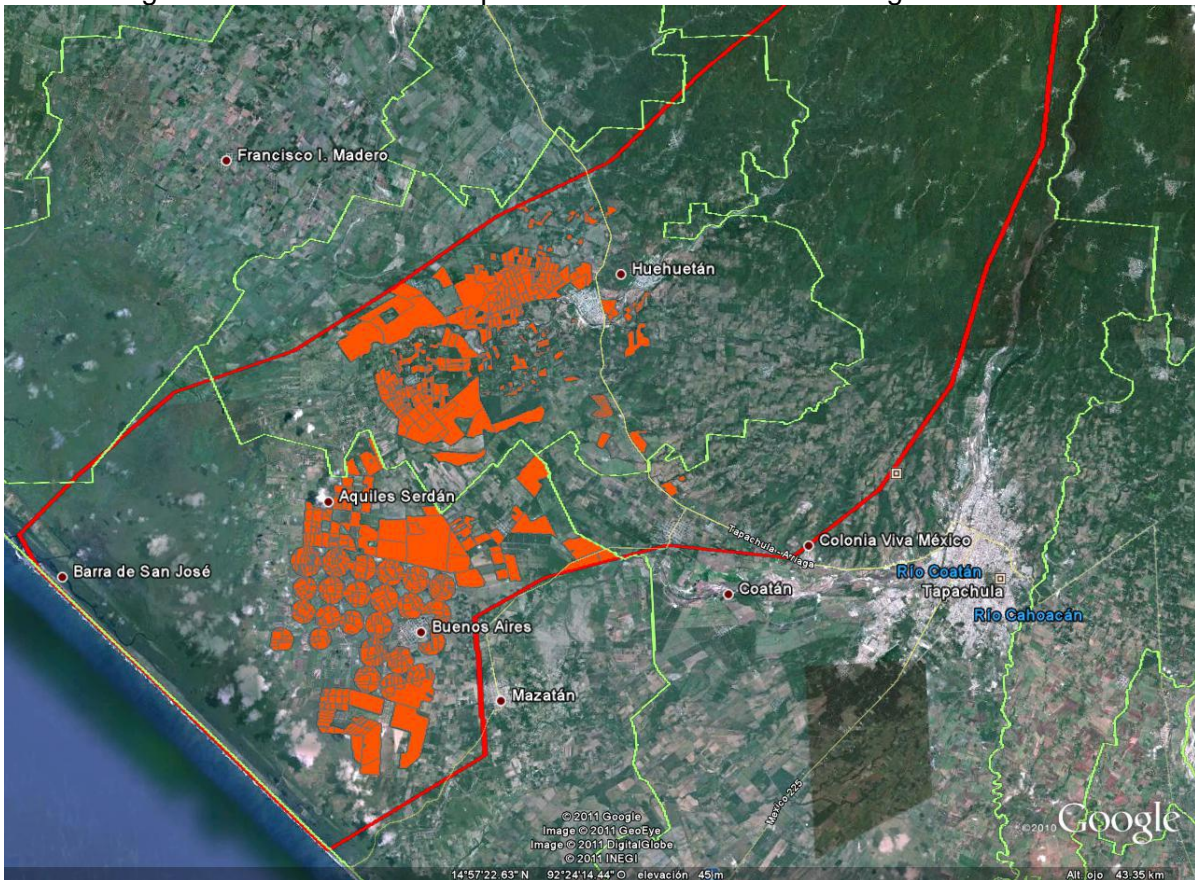 Francisco I. Madero
Huehuetán
Aquiles Serdán
Tapachula - Arriaga
Colonia Viva México
Barra de San José
Río Coatán
Coatán
Tapachula
Río Cahoacán
Buenos Aires
Mazatán
Mexico 225
© 2011 Google
Image © 2011 GeoEye
Image © 2011 DigitalGlobe
© 2011 INEGI
©2010 Google
14°57'22.63" N 92°24'14.44" O elevación 45 m Alt. ojo 43.35 km